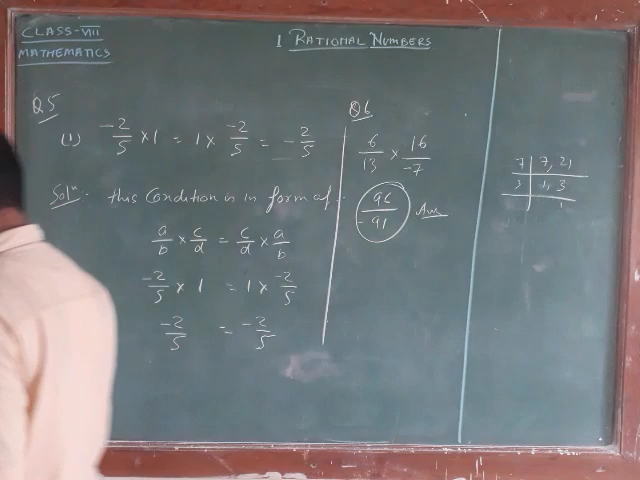 CLASS-VIII
MATHEMATICS
1 RATIONAL NUMBERS
Q5
(1) -2/5 × 1 = 1 × -2/5 = -2/5
Soln:- this Condition is in form of:-
a/b × c/d = c/d × a/b
-2/5 × 1 = 1 × -2/5
-2/5 = -2/5
Q6
6/13 × 16/-7
96/-91 Ans
7 | 7, 21
3 | 1, 3
1